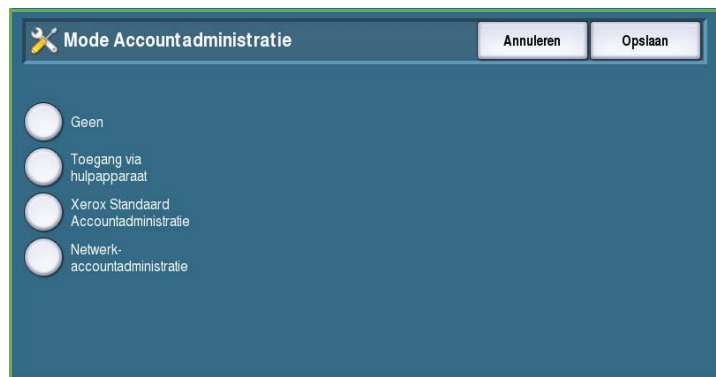 Mode Accountadministratie
Annuleren
Opslaan
Geen
Toegang via
hulpapparaat
Xerox Standaard
Accountadministratie
Netwerk-
accountadministratie